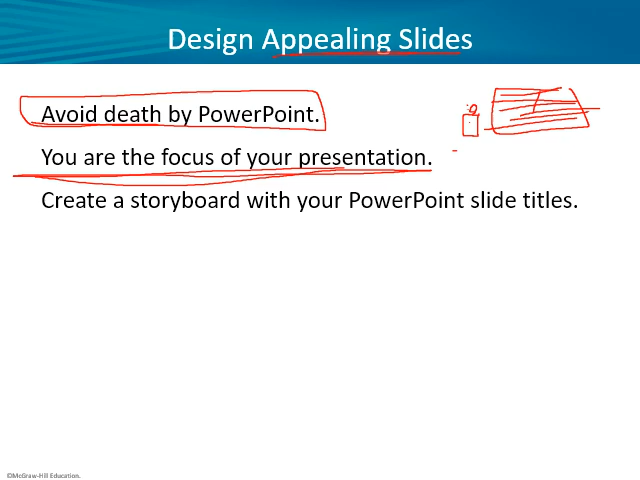 Design Appealing Slides
Avoid death by PowerPoint.
You are the focus of your presentation.
Create a storyboard with your PowerPoint slide titles.
©McGraw-Hill Education.